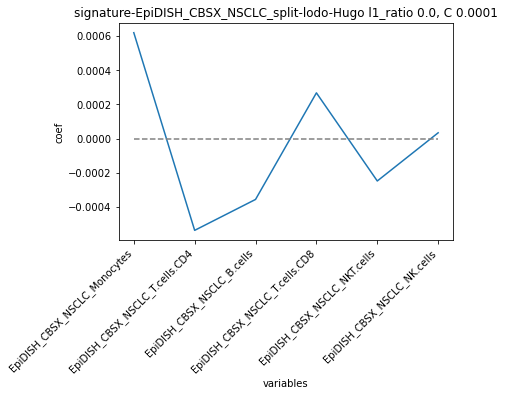 signature-EpiDISH_CBSX_NSCLC_split-lodo-Hugo l1_ratio 0.0, C 0.0001
0.0006
0.0004
0.0002
0.0000
−0.0002
−0.0004
coef
EpiDISH_CBSX_NSCLC_Monocytes
EpiDISH_CBSX_NSCLC_T.cells.CD4
EpiDISH_CBSX_NSCLC_B.cells
EpiDISH_CBSX_NSCLC_T.cells.CD8
EpiDISH_CBSX_NSCLC_NKT.cells
EpiDISH_CBSX_NSCLC_NK.cells
variables